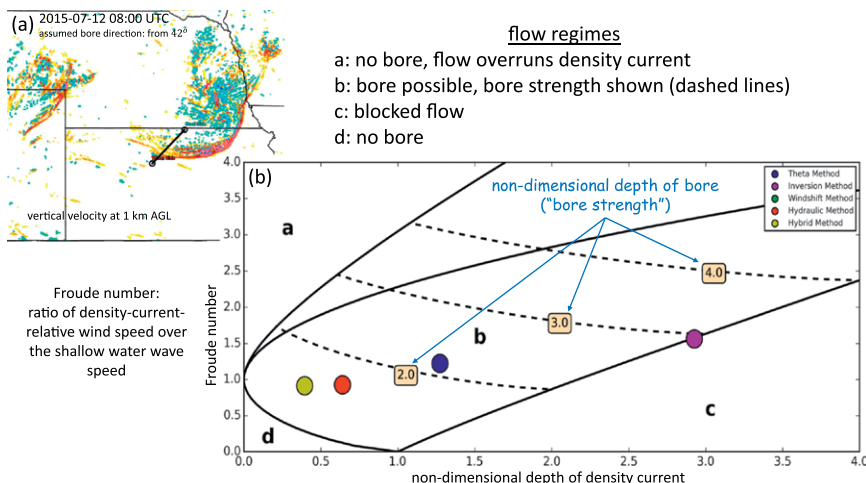 (a)
2015-07-12 08:00 UTC
assumed bore direction: from 42°
vertical velocity at 1 km AGL
flow regimes
a: no bore, flow overruns density current
b: bore possible, bore strength shown (dashed lines)
c: blocked flow
d: no bore
Froude number:
ratio of density-current-
relative wind speed over
the shallow water wave
speed
(b)
non-dimensional depth of bore
("bore strength")
Theta Method
Inversion Method
Windshift Method
Hydraulic Method
Hybrid Method
4.0
3.5
3.0
2.5
2.0
1.5
1.0
0.5
0.0
Froude number
a
b
c
d
4.0
3.0
2.0
0.0 0.5 1.0 1.5 2.0 2.5 3.0 3.5 4.0
non-dimensional depth of density current